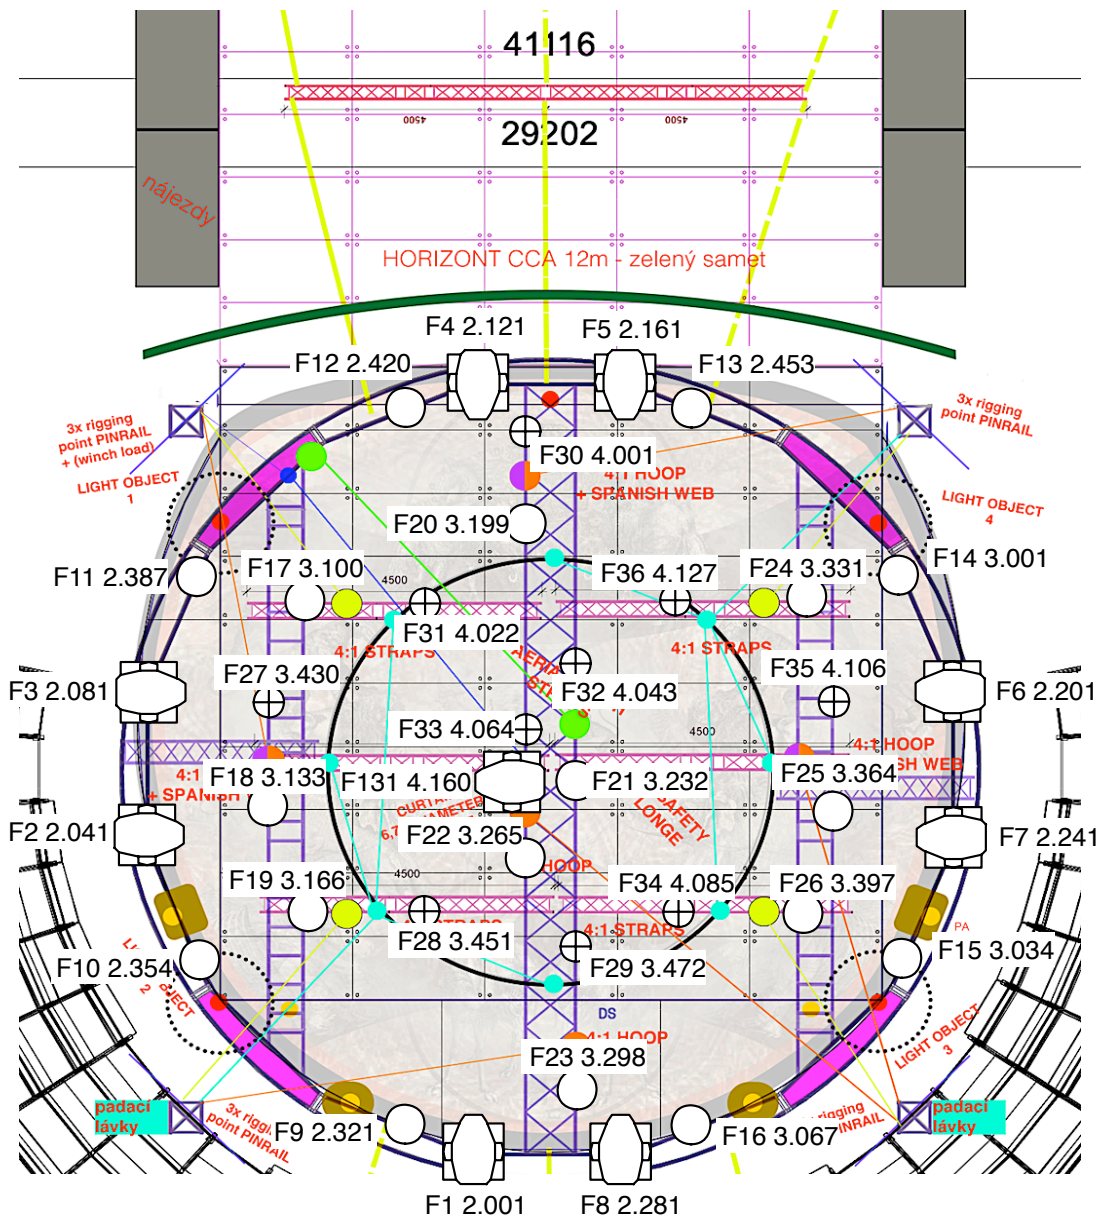 41116
4500
4500
29202
nájezdy
HORIZONT CCA 12m - zelený samet
F4 2.121
F5 2.161
F12 2.420
F13 2.453
3x rigging
point PINRAIL
+ (winch load)
3x rigging
point PINRAIL
LIGHT OBJECT
1
LIGHT OBJECT
4
F30 4.001
4:1 HOOP
+ SPANISH WEB
F20 3.199
F11 2.387
F17 3.100
4500
F36 4.127
F24 3.331
F14 3.001
F31 4.022
4:1 STRAPS
4:1 STRAPS
F3 2.081
F27 3.430
F32 4.043
F35 4.106
F6 2.201
F33 4.064
4500
4:1 HOOP
WEB
F18 3.133
F131 4.160
F21 3.232
F25 3.364
4:1
+ SPANISH
F2 2.041
F22 3.265
LONGE
F7 2.241
HOOP
F19 3.166
4500
F34 4.085
F26 3.397
4:1 STRAPS
F28 3.451
F10 2.354
2
F29 3.472
PA
F15 3.034
DS
4:1 HOOP
F23 3.298
LIGHT OBJECT
3
padací
lávky
3x
point PINRAIL
F9 2.321
F16 3.067
rigging
padací
lávky
F1 2.001
F8 2.281